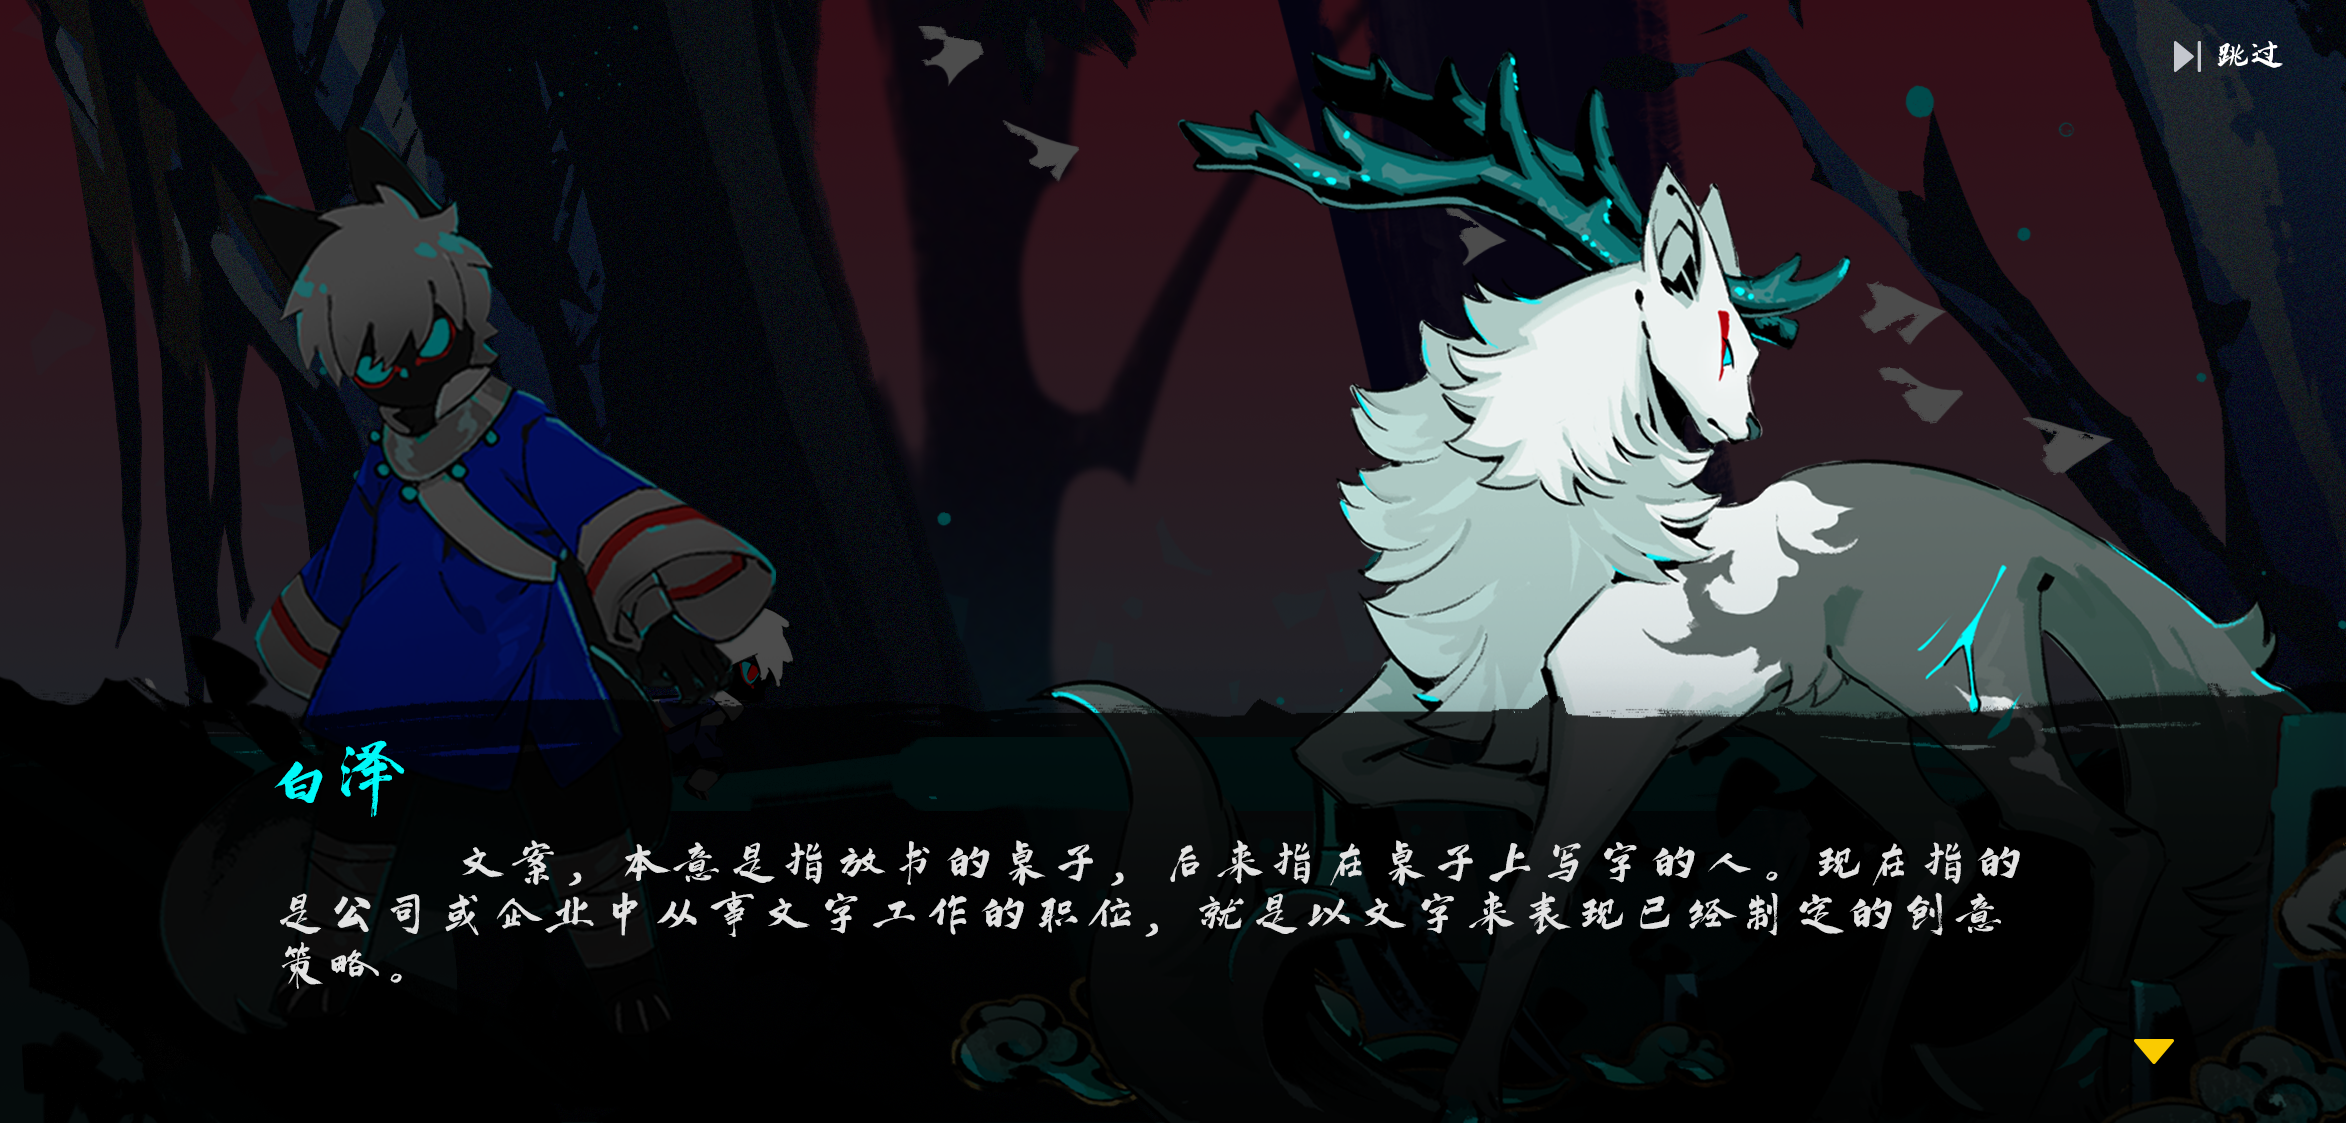 跳过
白泽
文案，本意是指放书的桌子，后来指在桌子上写字的人。现在指的
是公司或企业中从事文字工作的职位，就是以文字来表现已经制定的创意
策略。